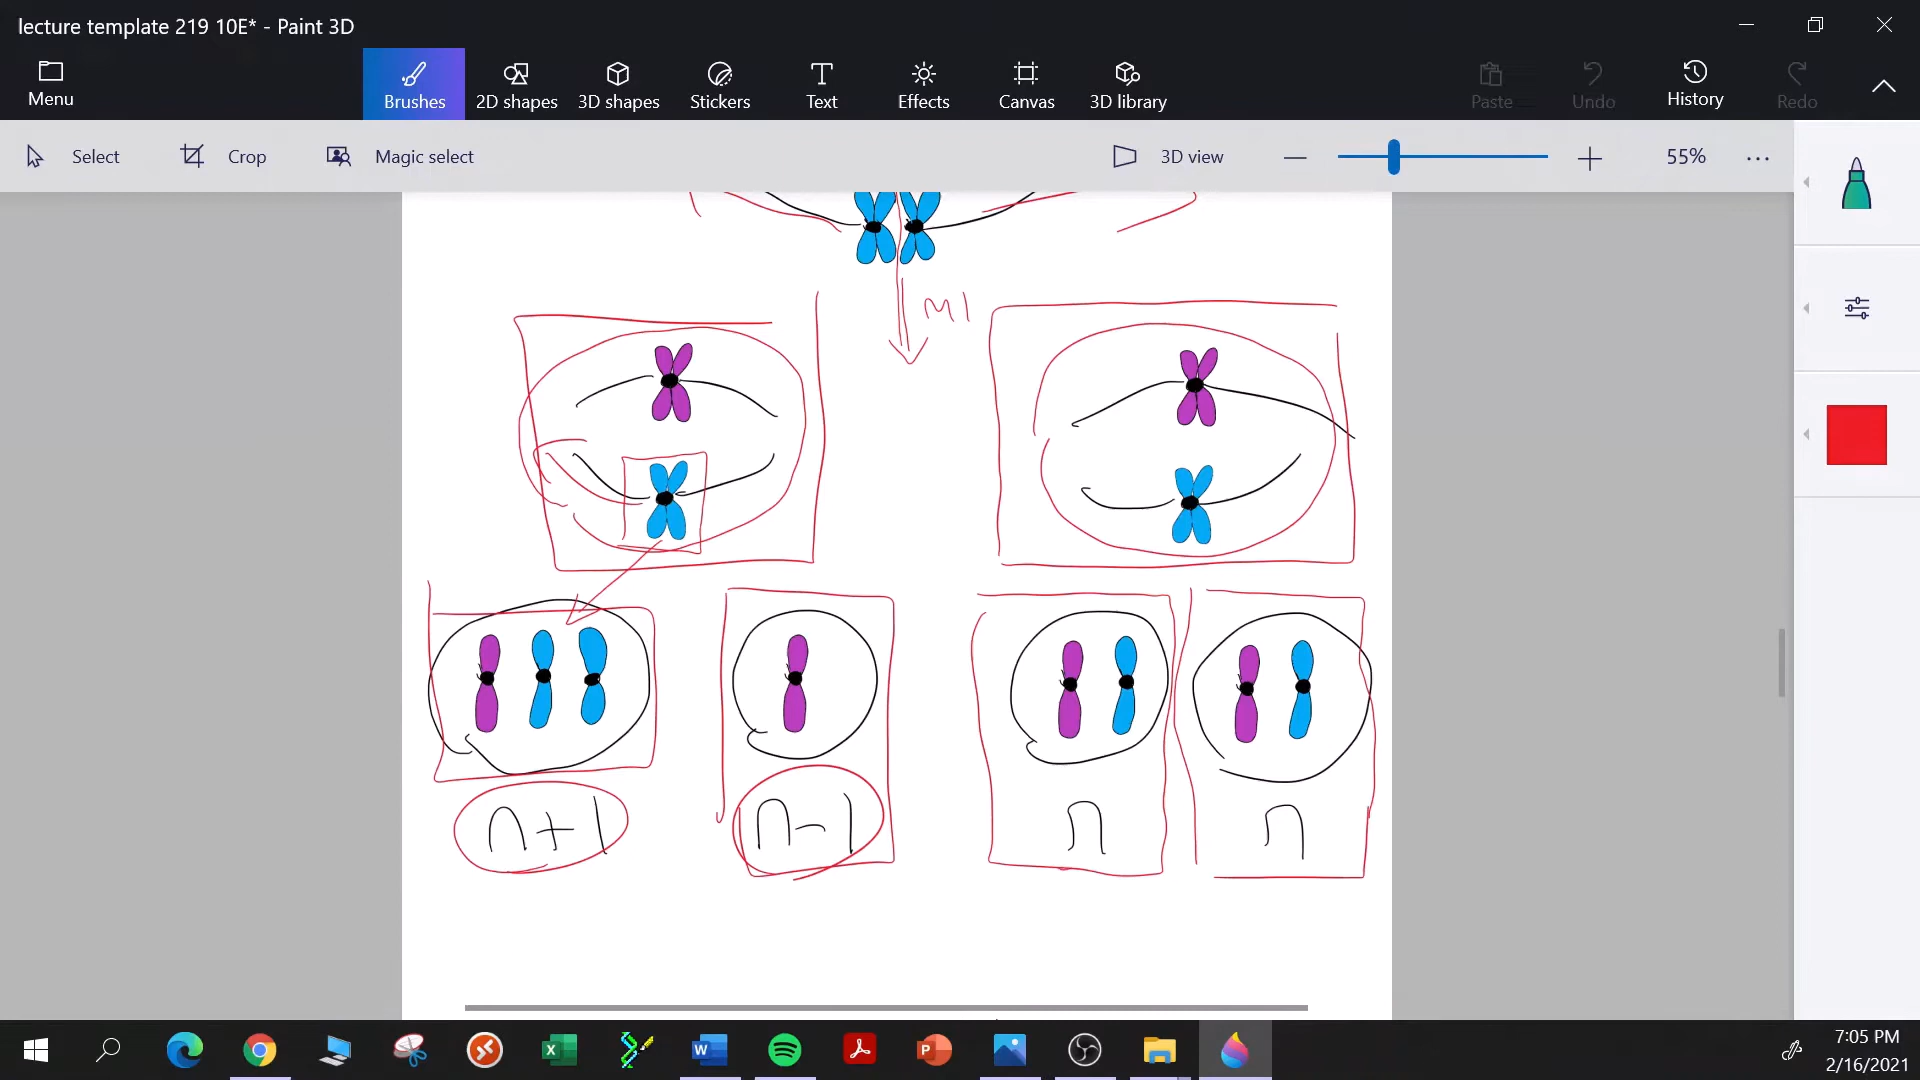 lecture template 219 10E* - Paint 3D
Menu
Brushes
2D shapes
3D shapes
Stickers
Text
Effects
Canvas
3D library
Paste
Undo
History
Redo
Select
Crop
Magic select
3D view
55%
M1
n+1
n-1
n
n
7:05 PM
2/16/2021